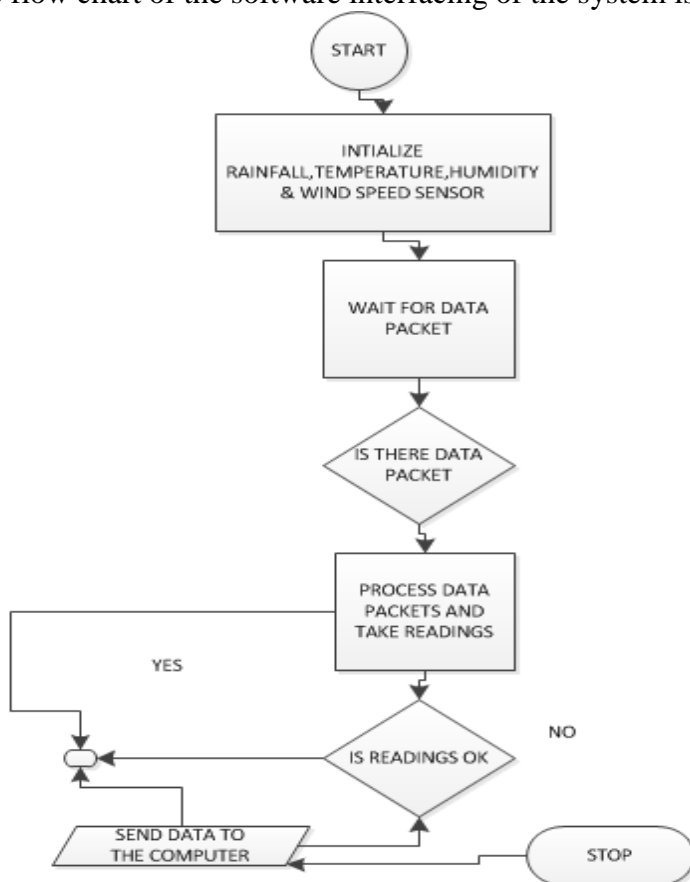 flow chart of the software interfacing of the system is
START
INTIALIZE
RAINFALL,TEMPERATURE,HUMIDITY
& WIND SPEED SENSOR
WAIT FOR DATA
PACKET
IS THERE DATA
PACKET
PROCESS DATA
PACKETS AND
TAKE READINGS
YES
NO
IS READINGS OK
SEND DATA TO
THE COMPUTER
STOP